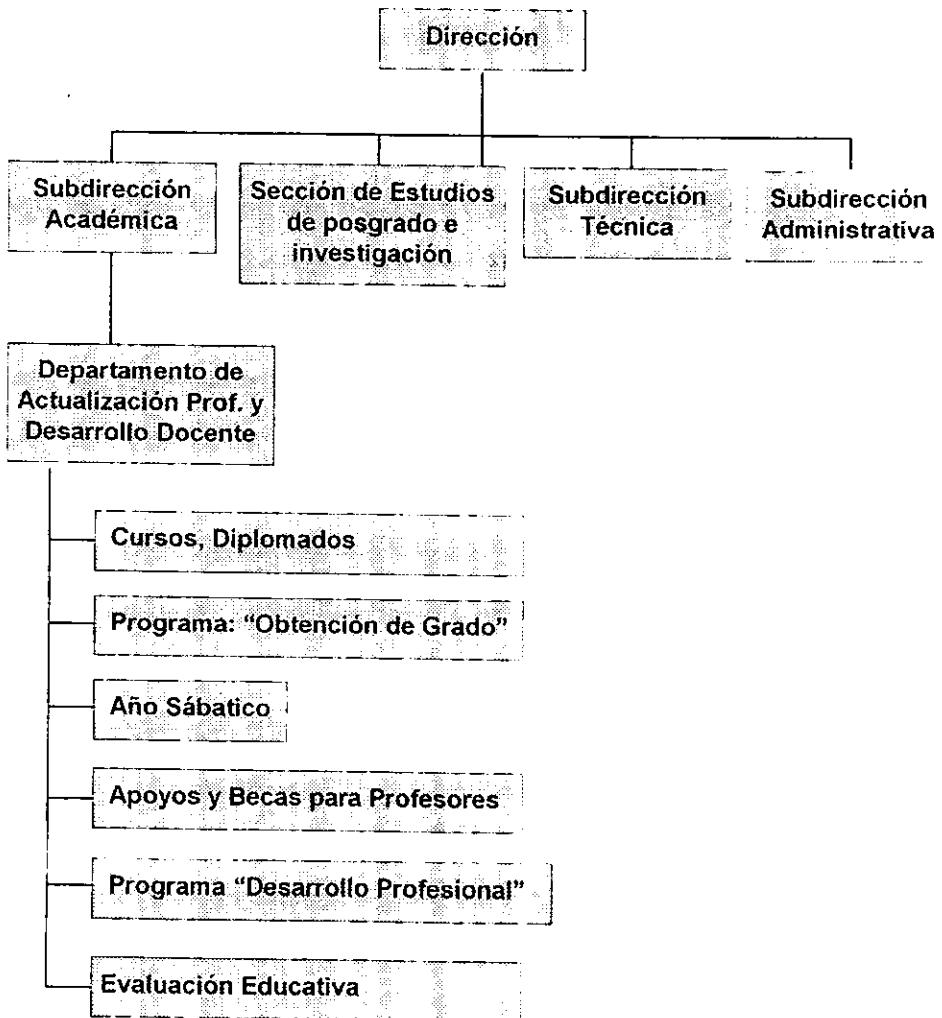 Dirección
Subdirección
Académica
Sección de Estudios
de posgrado e
investigación
Subdirección
Técnica
Subdirección
Administrativa
Departamento de
Actualización Prof. y
Desarrollo Docente
Cursos, Diplomados
Programa: “Obtención de Grado”
Año Sábatico
Apoyos y Becas para Profesores
Programa “Desarrollo Profesional”
Evaluación Educativa